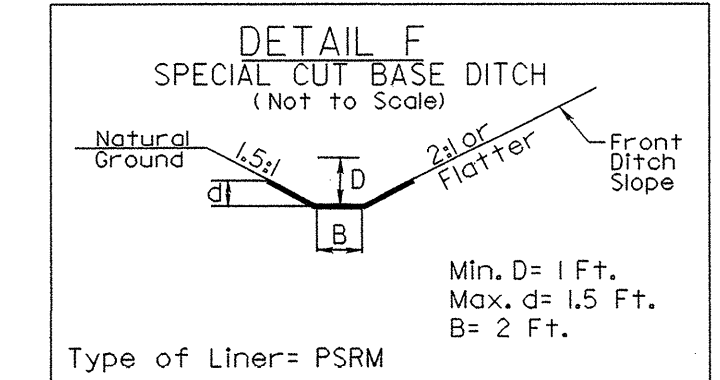 DETAIL F
SPECIAL CUT BASE DITCH
(Not to Scale)
Natural
Ground
1.5:1
D
d
B
2:1 or
Flatter
Front
Ditch
Slope
Min. D= 1 Ft.
Max. d= 1.5 Ft.
B= 2 Ft.
Type of Liner= PSRM